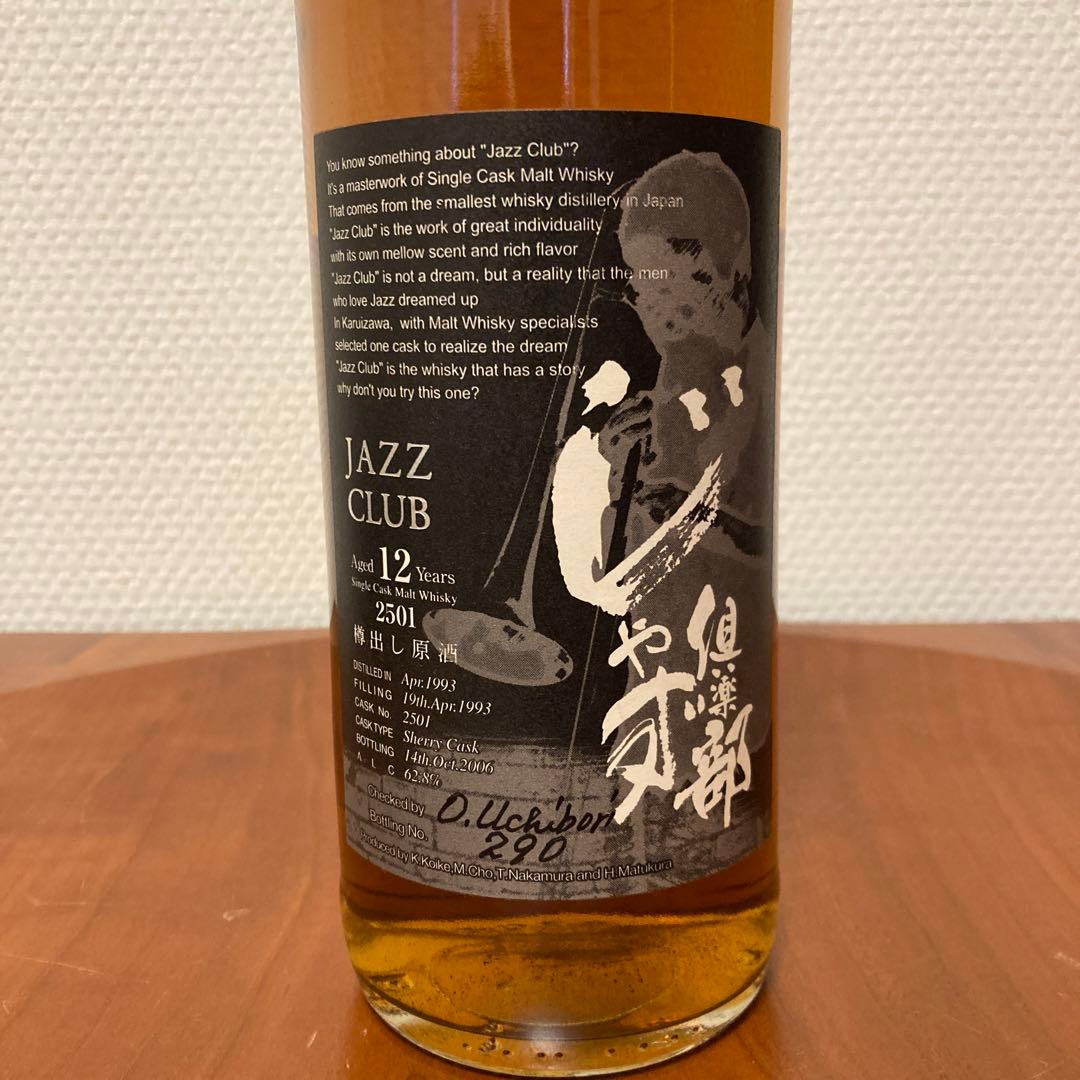 You know something about "Jazz Club"?
It's a masterwork of Single Cask Malt Whisky
That comes from the smallest whisky distillery in Japan
"Jazz Club" is the work of great individuality
with its own mellow scent and rich flavor
"Jazz Club" is not a dream, but a reality that the men
who love Jazz dreamed up
In Karuizawa, with Malt Whisky specialists
selected one cask to realize the dream
"Jazz Club" is the whisky that has a story
why don't you try this one?
JAZZ
CLUB
Aged 12 Years
Single Cask Malt Whisky
2501
樽出し原酒
DISTILLED IN Apr.1993
FILLING 19th.Apr.1993
CASK No. 2501
CASK TYPE Sherry Cask
BOTTLING 14th.Oct.2006
ALC 62.8%
Checked by O.Uchibori
Bottling No. 290
Produced by K.Koike,M.Cho,T.Nakamura and H.Matukura
じやず
倶楽部